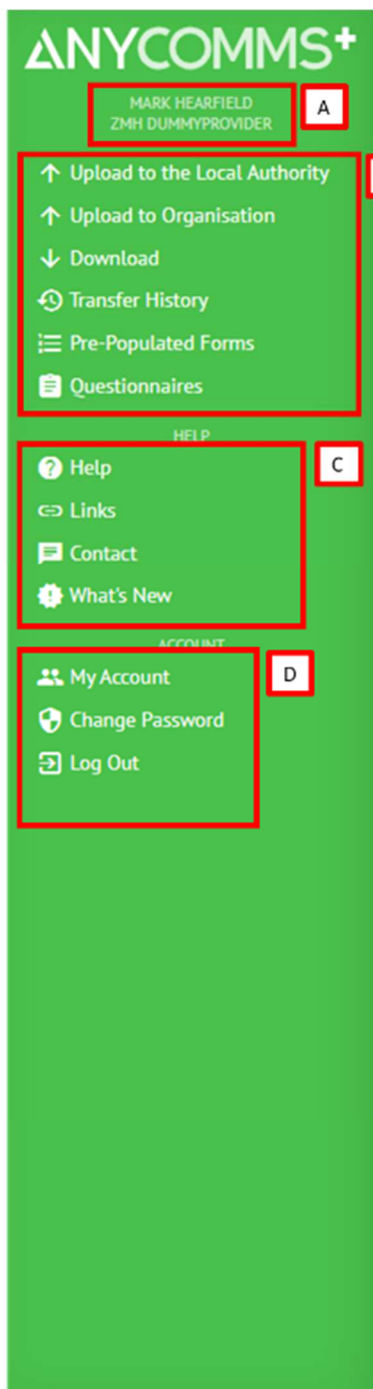 ANYCOMMS+
MARK HEARFIELD
ZMH DUMMYPROVIDER
A
Upload to the Local Authority
Upload to Organisation
Download
Transfer History
Pre-Populated Forms
Questionnaires
HELP
Help
C
Links
Contact
What's New
ACCOUNT
My Account
D
Change Password
Log Out